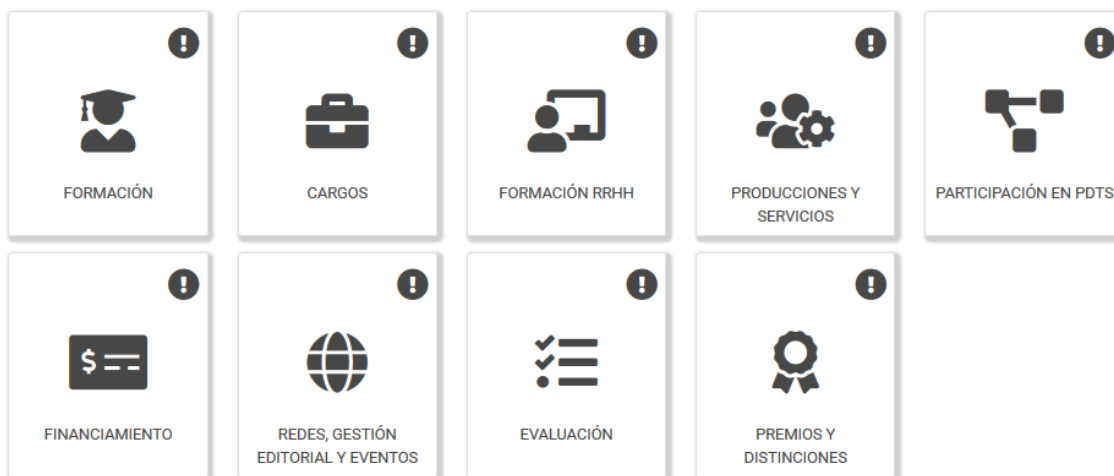 FORMACIÓN
CARGOS
FORMACIÓN RRHH
PRODUCCIONES Y
SERVICIOS
PARTICIPACIÓN EN PDTS
FINANCIAMIENTO
REDES, GESTIÓN
EDITORIAL Y EVENTOS
EVALUACIÓN
PREMIOS Y
DISTINCIONES